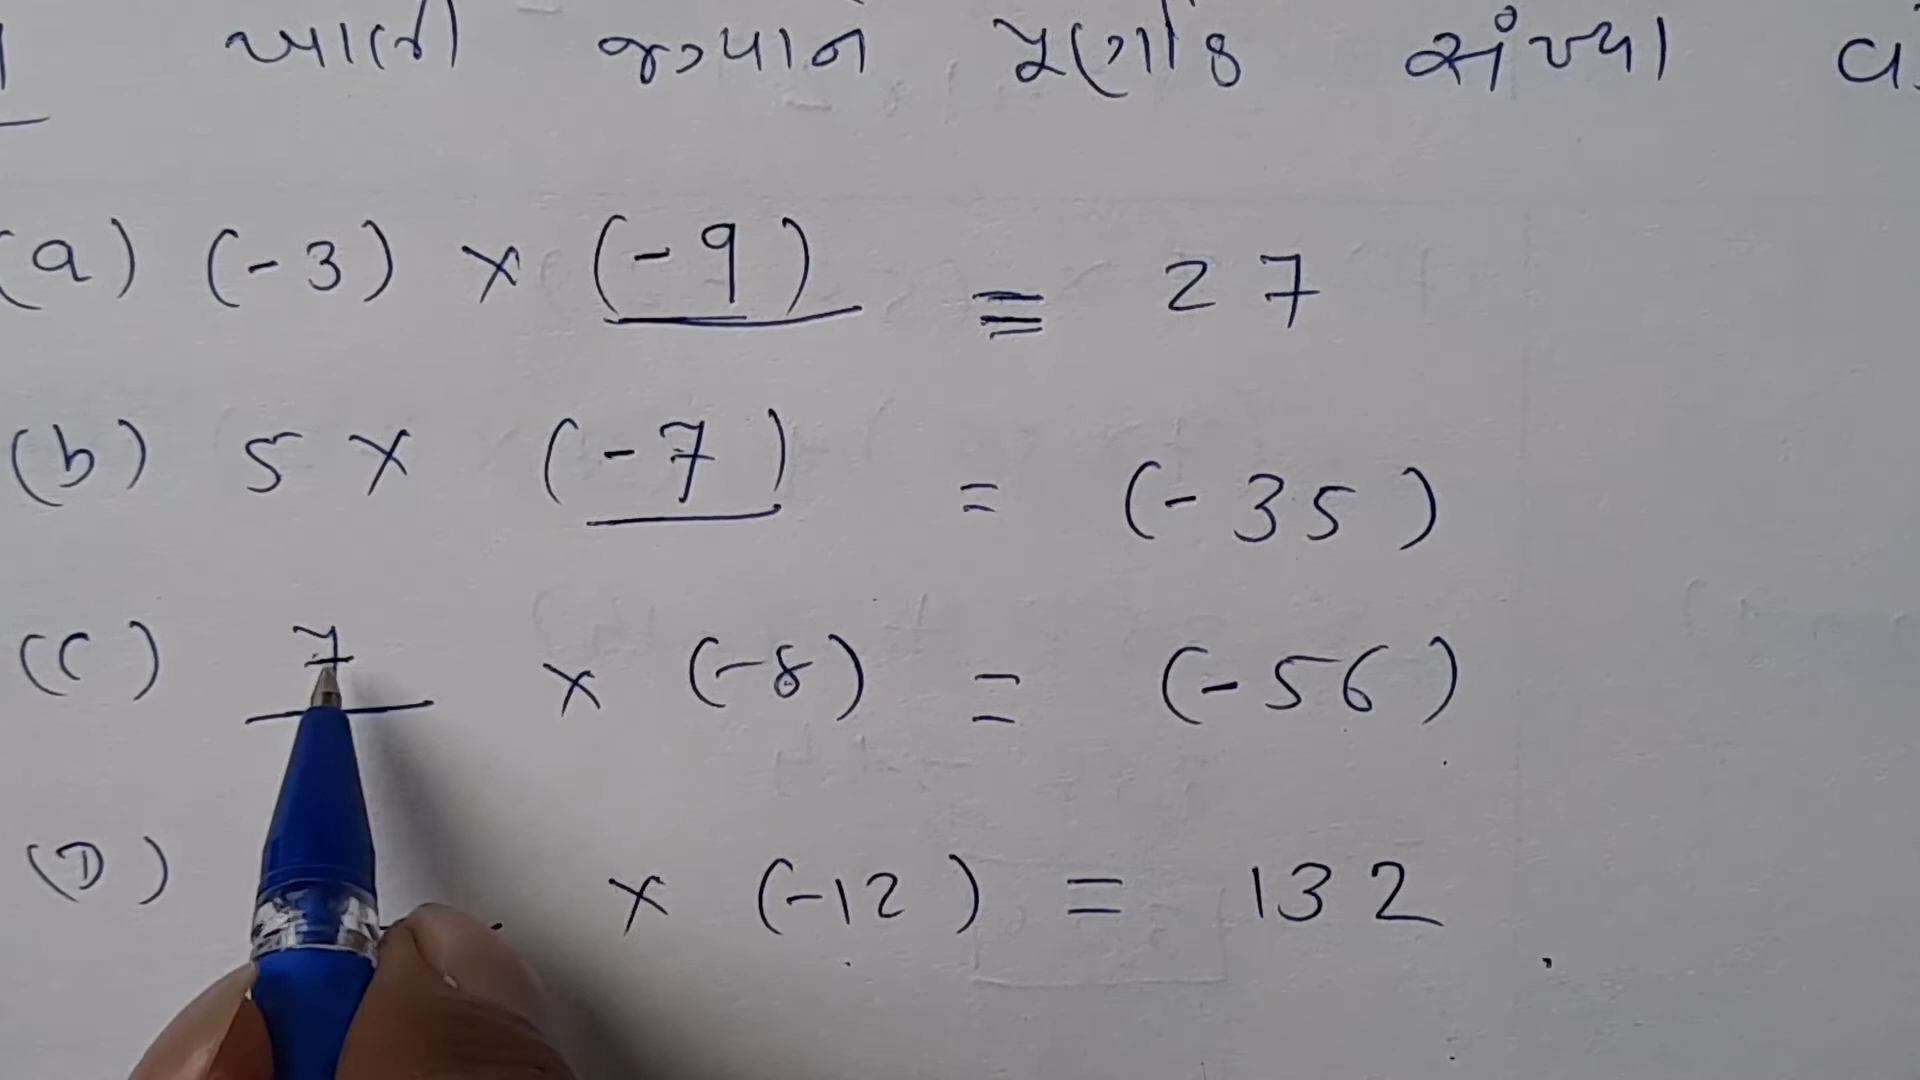 ખાલી જગ્યાને પૂર્ણાંક સંખ્યા
(a) (-3) × (-9) = 27
(b) 5 × (-7) = (-35)
(C) 7 × (-8) = (-56)
(D) × (-12) = 132